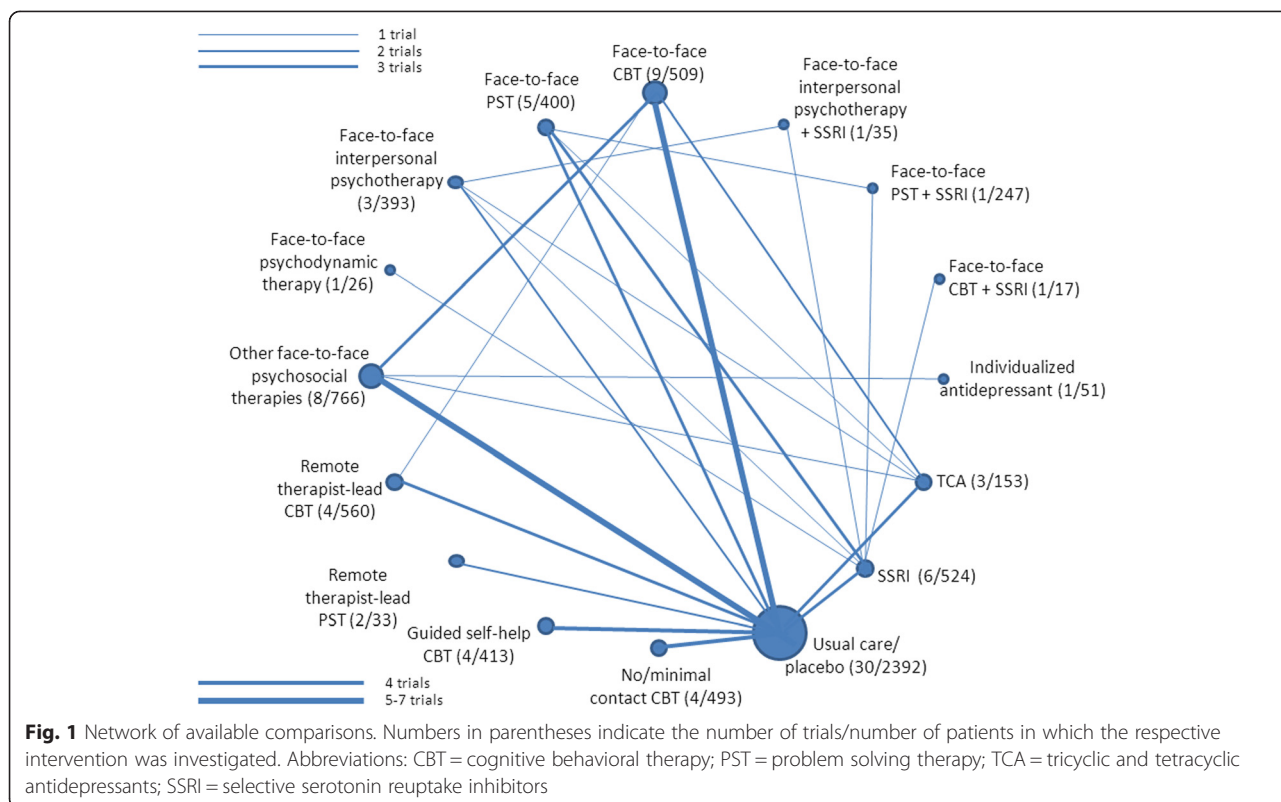 1 trial
2 trials
3 trials
Face-to-face
CBT (9/509)
Face-to-face
PST (5/400)
Face-to-face
interpersonal
psychotherapy
+ SSRI (1/35)
Face-to-face
interpersonal
psychotherapy
(3/393)
Face-to-face
PST + SSRI (1/247)
Face-to-face
psychodynamic
therapy (1/26)
Face-to-face
CBT + SSRI (1/17)
Other face-to-face
psychosocial
therapies (8/766)
Individualized
antidepressant (1/51)
Remote
therapist-lead
CBT (4/560)
TCA (3/153)
Remote
therapist-lead
PST (2/33)
SSRI (6/524)
Guided self-help
CBT (4/413)
No/minimal
contact CBT (4/493)
Usual care/
placebo (30/2392)
4 trials
5-7 trials
Fig. 1 Network of available comparisons. Numbers in parentheses indicate the number of trials/number of patients in which the respective
intervention was investigated. Abbreviations: CBT = cognitive behavioral therapy; PST = problem solving therapy; TCA = tricyclic and tetracyclic
antidepressants; SSRI = selective serotonin reuptake inhibitors